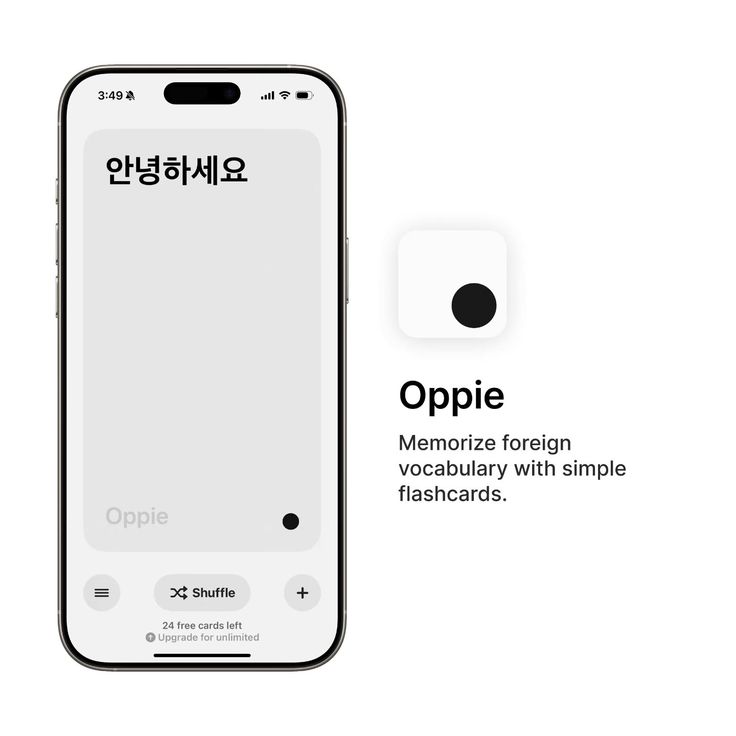 3:49
안녕하세요
Oppie
Shuffle
24 free cards left
Upgrade for unlimited
Oppie
Memorize foreign
vocabulary with simple
flashcards.